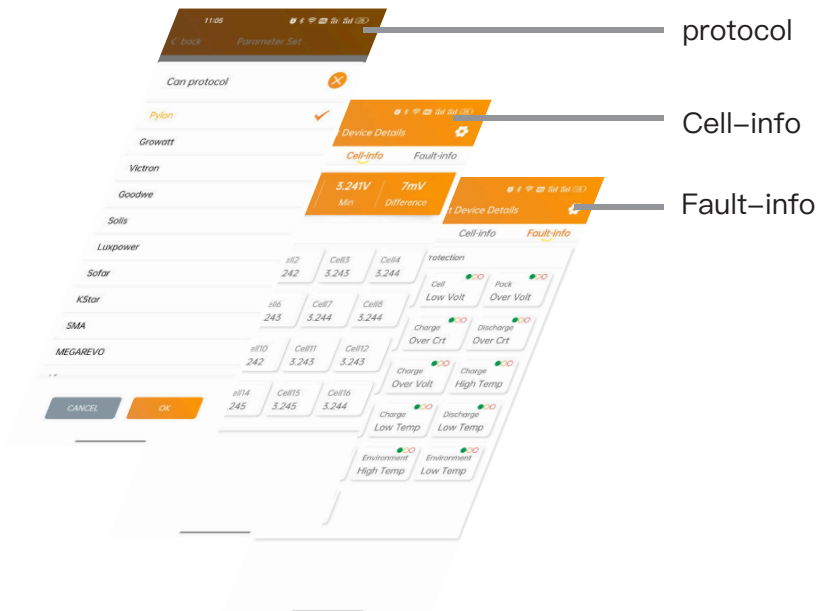 protocol
Cell-info
Fault-info
11:05
< back Parameter Set
Can protocol
Pylon
Growatt
Victron
Goodwe
Solis
Luxpower
Sofar
KStar
SMA
MEGAREVO
CANCEL OK
Device Details
Cell-info Fault-info
3.241V 7mV
Min Difference
Cell3 Cell4
242 3.243 3.244
Cell7 Cell8
243 3.244 3.244
Cell11 Cell12
242 3.243 3.243
Cell15 Cell16
245 3.245 3.244
Device Details
Cell-info Fault-info
rotection
Cell Pack
Low Volt Over Volt
Charge Discharge
Over Crt Over Crt
Charge Charge
Over Volt High Temp
Charge Discharge
Low Temp Low Temp
Environment Environment
High Temp Low Temp